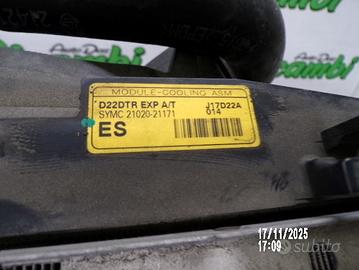 MODULE-COOLING ASM
D22DTR EXP A/T J17D22A
SYMC 21020-21171 014
ES
17/11/2025
17:09
subito